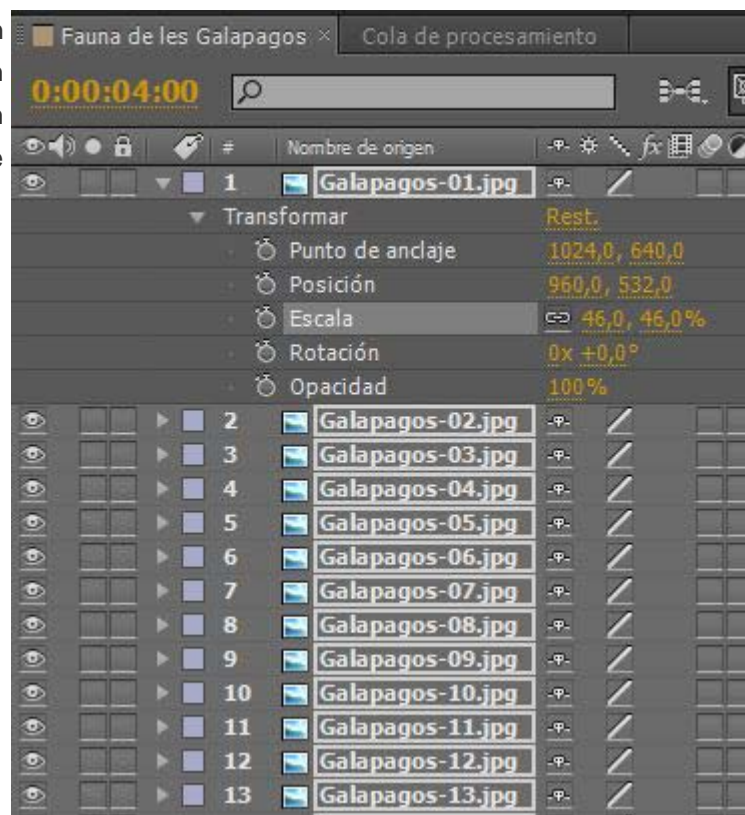 Fauna de les Galapagos × Cola de procesamiento
0:00:04:00
# Nombre de origen fx
1 Galapagos-01.jpg
Transformar Rest.
Punto de anclaje 1024,0, 640,0
Posición 960,0, 532,0
Escala 46,0, 46,0%
Rotación 0x +0,0°
Opacidad 100%
2 Galapagos-02.jpg
3 Galapagos-03.jpg
4 Galapagos-04.jpg
5 Galapagos-05.jpg
6 Galapagos-06.jpg
7 Galapagos-07.jpg
8 Galapagos-08.jpg
9 Galapagos-09.jpg
10 Galapagos-10.jpg
11 Galapagos-11.jpg
12 Galapagos-12.jpg
13 Galapagos-13.jpg